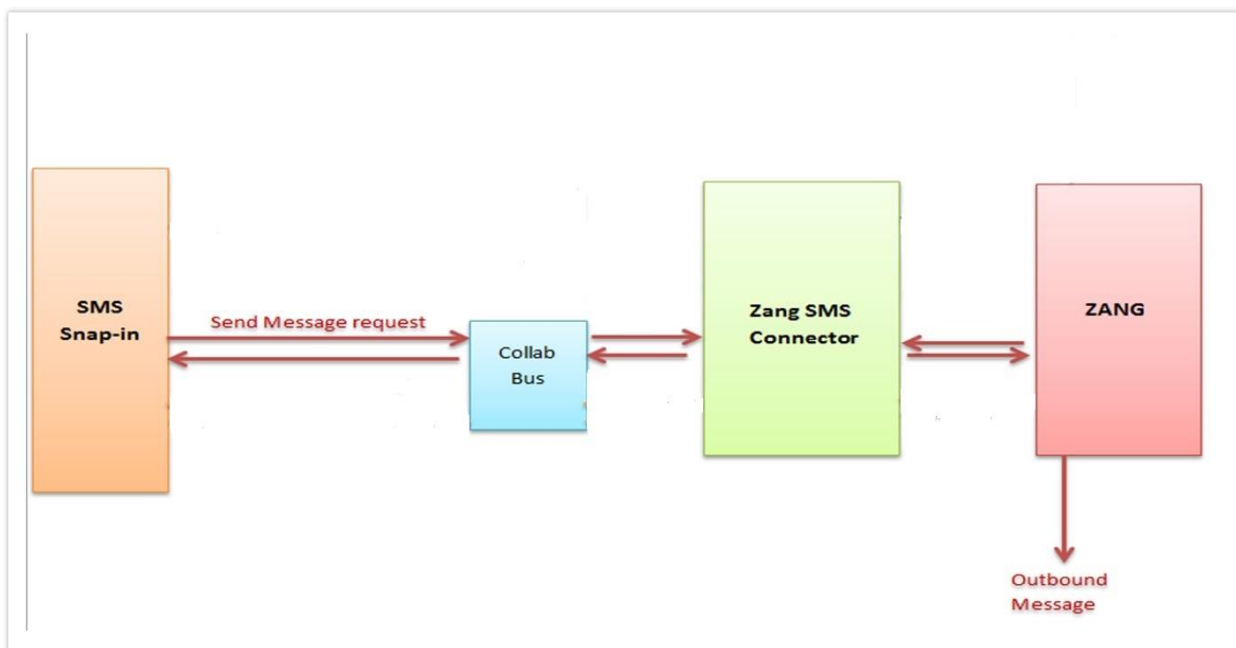 SMS
Snap-in
Send Message request
Collab
Bus
Zang SMS
Connector
ZANG
Outbound
Message